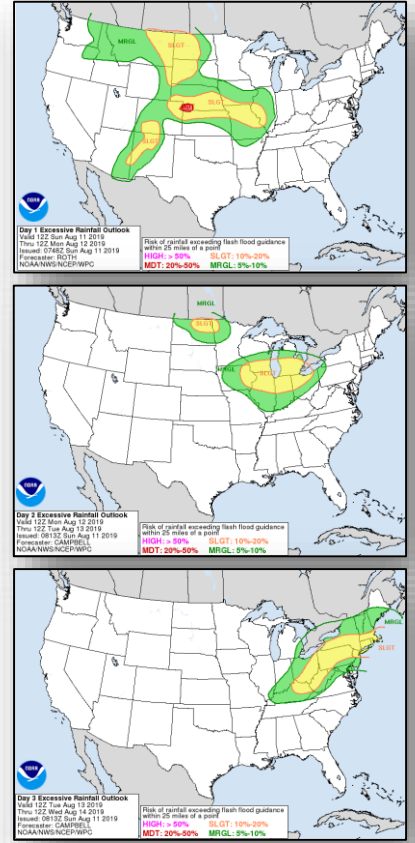 MRGL
SLGT
SLGT
SLGT
NOAA
Day 1 Excessive Rainfall Outlook
Valid 12Z Sun Aug 11 2019
Thru 12Z Mon Aug 12 2019
Issued: 0746Z Sun Aug 11 2019
Forecaster: ROTH
NOAA/NWS/NCEP/WPC
Risk of rainfall exceeding flash flood guidance
within 25 miles of a point
HIGH: > 50% SLGT: 10%-20%
MDT: 20%-50% MRGL: 5%-10%
MRGL
SLGT
MRGL
SLGT
NOAA
Day 2 Excessive Rainfall Outlook
Valid 12Z Mon Aug 12 2019
Thru 12Z Tue Aug 13 2019
Issued: 0813Z Sun Aug 11 2019
Forecaster: CAMPBELL
NOAA/NWS/NCEP/WPC
Risk of rainfall exceeding flash flood guidance
within 25 miles of a point
HIGH: > 50% SLGT: 10%-20%
MDT: 20%-50% MRGL: 5%-10%
MRGL
SLGT
NOAA
Day 3 Excessive Rainfall Outlook
Valid 12Z Tue Aug 13 2019
Thru 12Z Wed Aug 14 2019
Issued: 0813Z Sun Aug 11 2019
Forecaster: CAMPBELL
NOAA/NWS/NCEP/WPC
Risk of rainfall exceeding flash flood guidance
within 25 miles of a point
HIGH: > 50% SLGT: 10%-20%
MDT: 20%-50% MRGL: 5%-10%